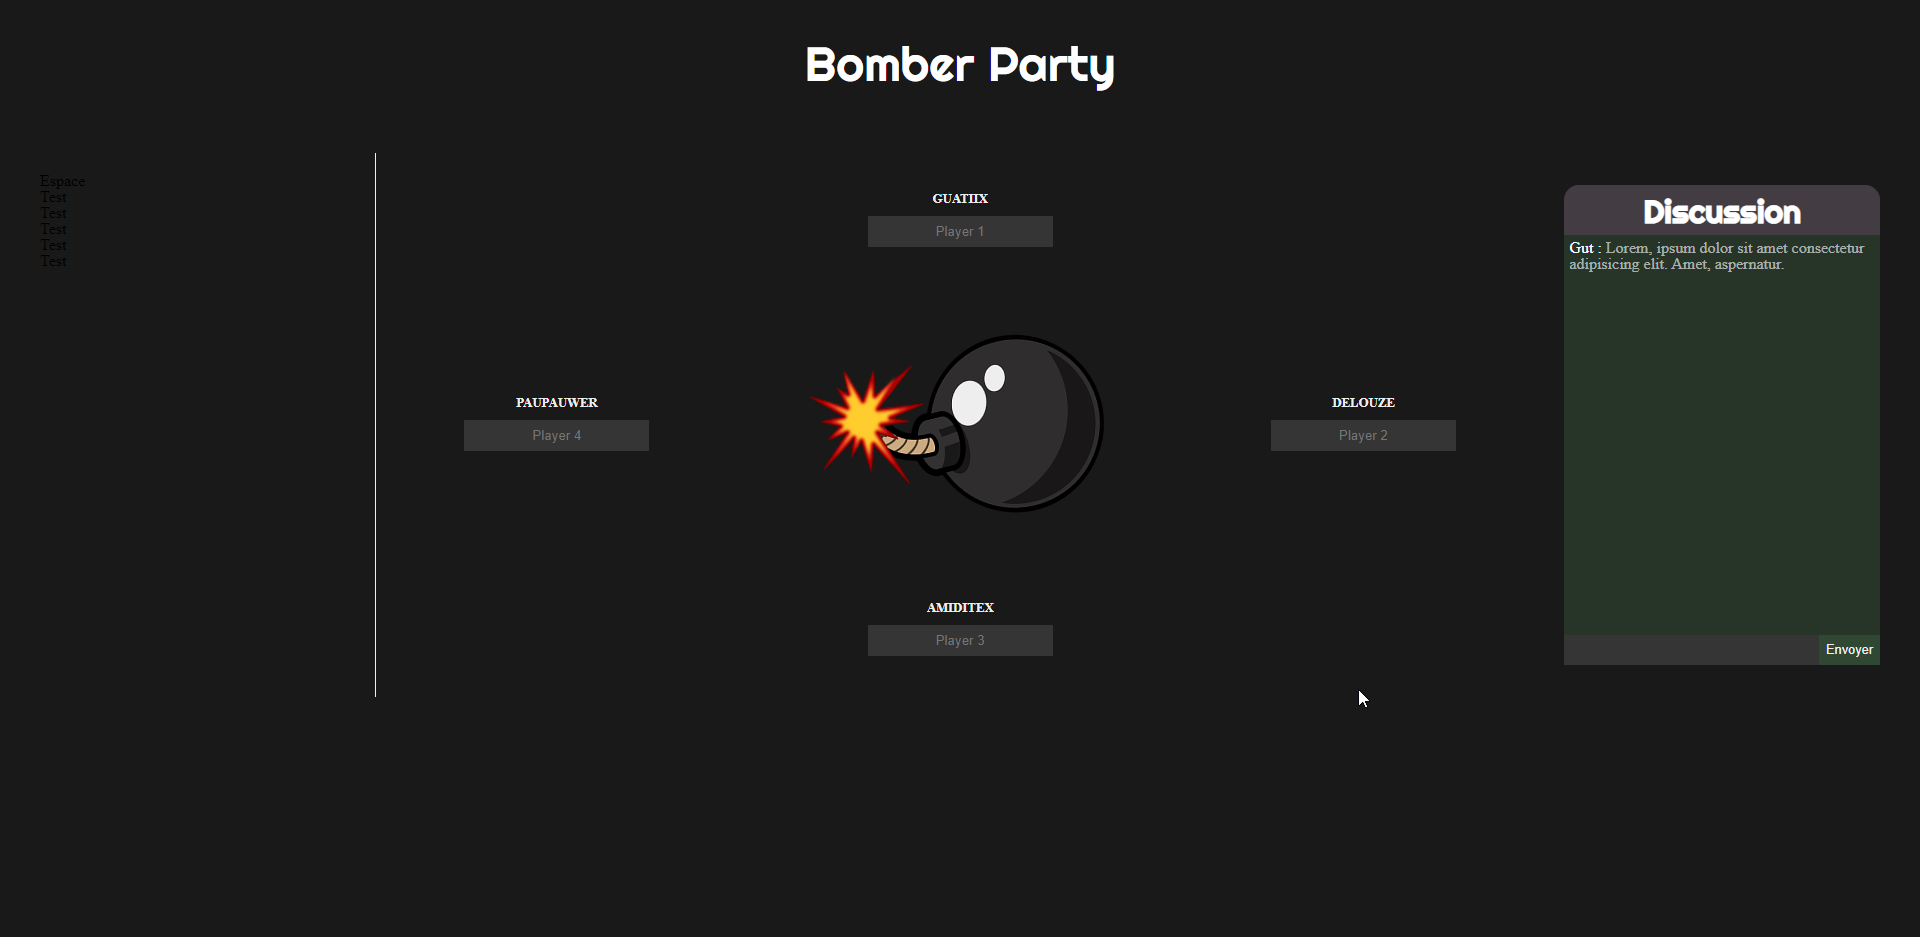 Bomber Party
Espace
Test
Test
Test
Test
Test
GUATIIX
Player 1
PAUPAUWER
Player 4
DELOUZE
Player 2
AMIDITEX
Player 3
Discussion
Gut : Lorem, ipsum dolor sit amet consectetur
adipisicing elit. Amet, aspernatur.
Envoyer